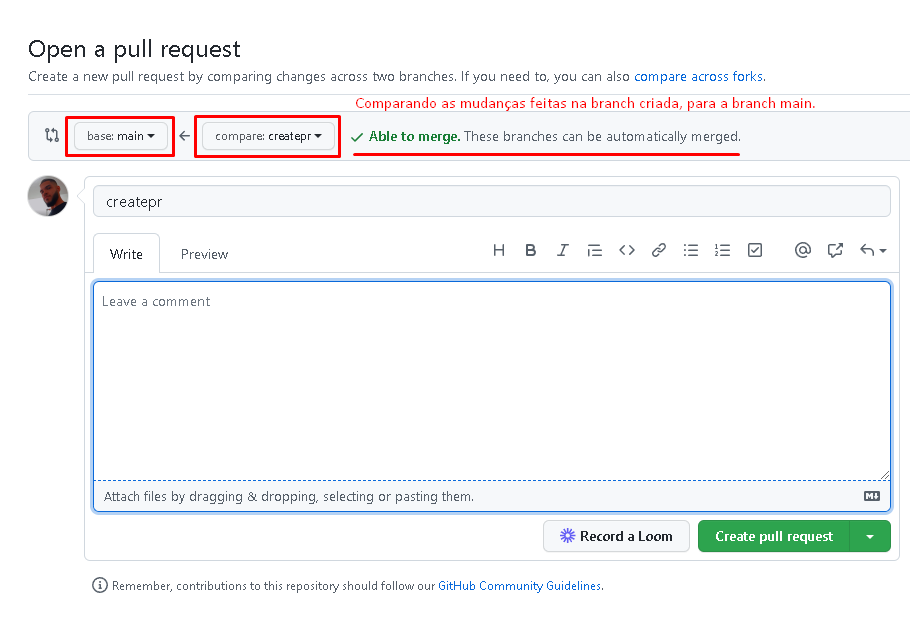 Open a pull request
Create a new pull request by comparing changes across two branches. If you need to, you can also compare across forks.
Comparando as mudanças feitas na branch criada, para a branch main.
base: main
compare: createpr
Able to merge. These branches can be automatically merged.
createpr
Write
Preview
H B I
Leave a comment
Attach files by dragging & dropping, selecting or pasting them.
M
Record a Loom
Create pull request
Remember, contributions to this repository should follow our GitHub Community Guidelines.